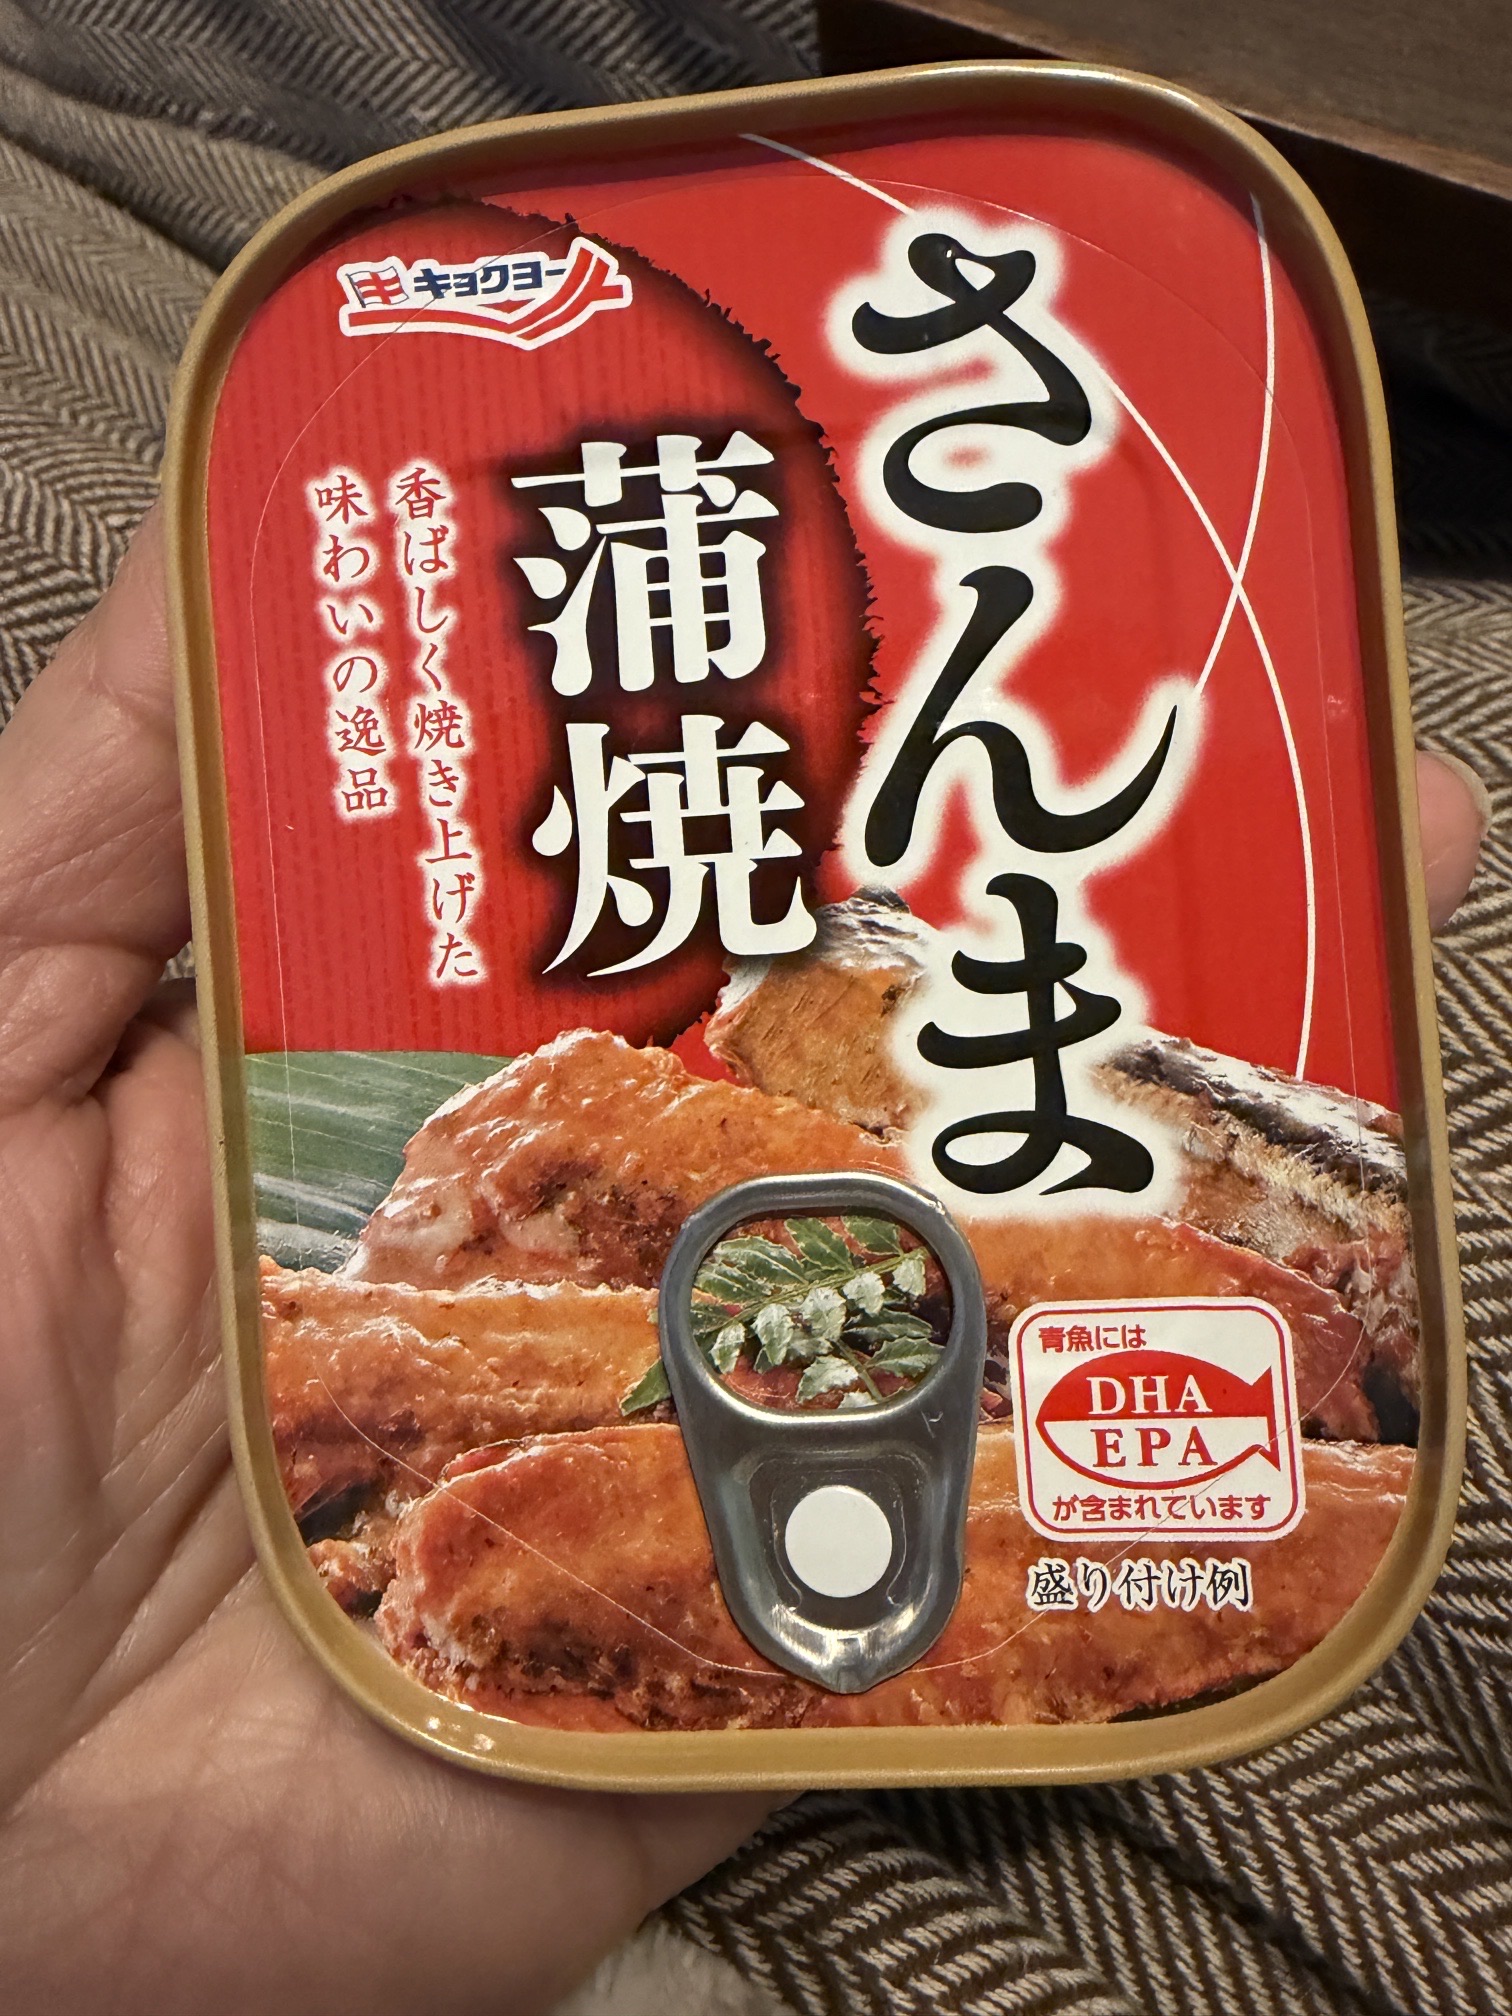 キョクヨー
さんま
蒲焼
香ばしく焼き上げた
味わいの逸品
青魚には
DHA
EPA
が含まれています
盛り付け例